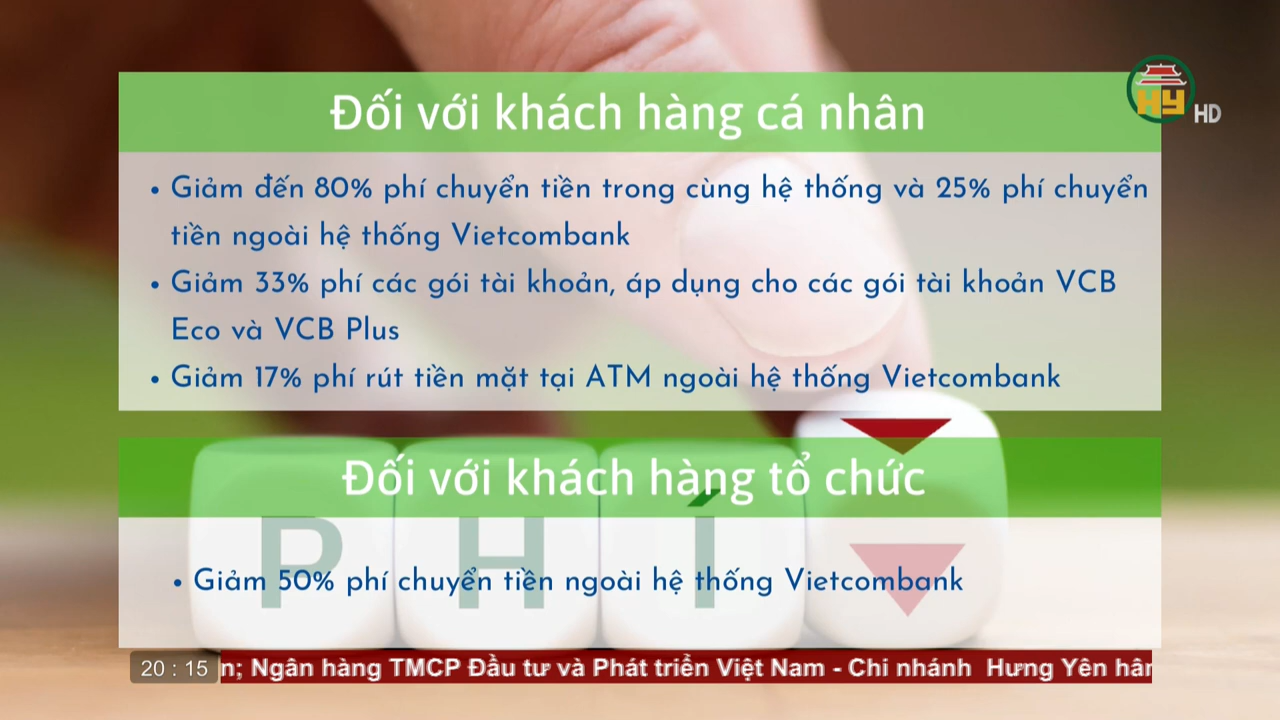 Đối với khách hàng cá nhân
HY HD
• Giảm đến 80% phí chuyển tiền trong cùng hệ thống và 25% phí chuyển
tiền ngoài hệ thống Vietcombank
• Giảm 33% phí các gói tài khoản, áp dụng cho các gói tài khoản VCB
Eco và VCB Plus
• Giảm 17% phí rút tiền mặt tại ATM ngoài hệ thống Vietcombank
Đối với khách hàng tổ chức
PHÍ
• Giảm 50% phí chuyển tiền ngoài hệ thống Vietcombank
20 : 15 n; Ngân hàng TMCP Đầu tư và Phát triển Việt Nam - Chi nhánh Hưng Yên hân